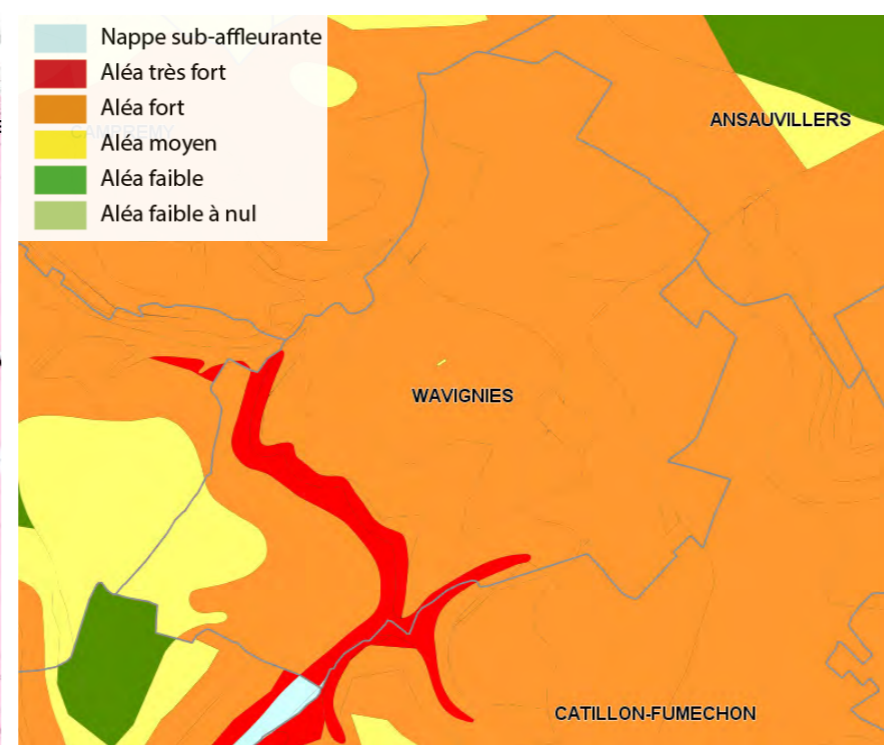 Nappe sub-affleurante
Aléa très fort
Aléa fort
CAMPREMY
Aléa moyen
Aléa faible
Aléa faible à nul
ANSAUVILLERS
WAVIGNIES
CATILLON-FUMECHON